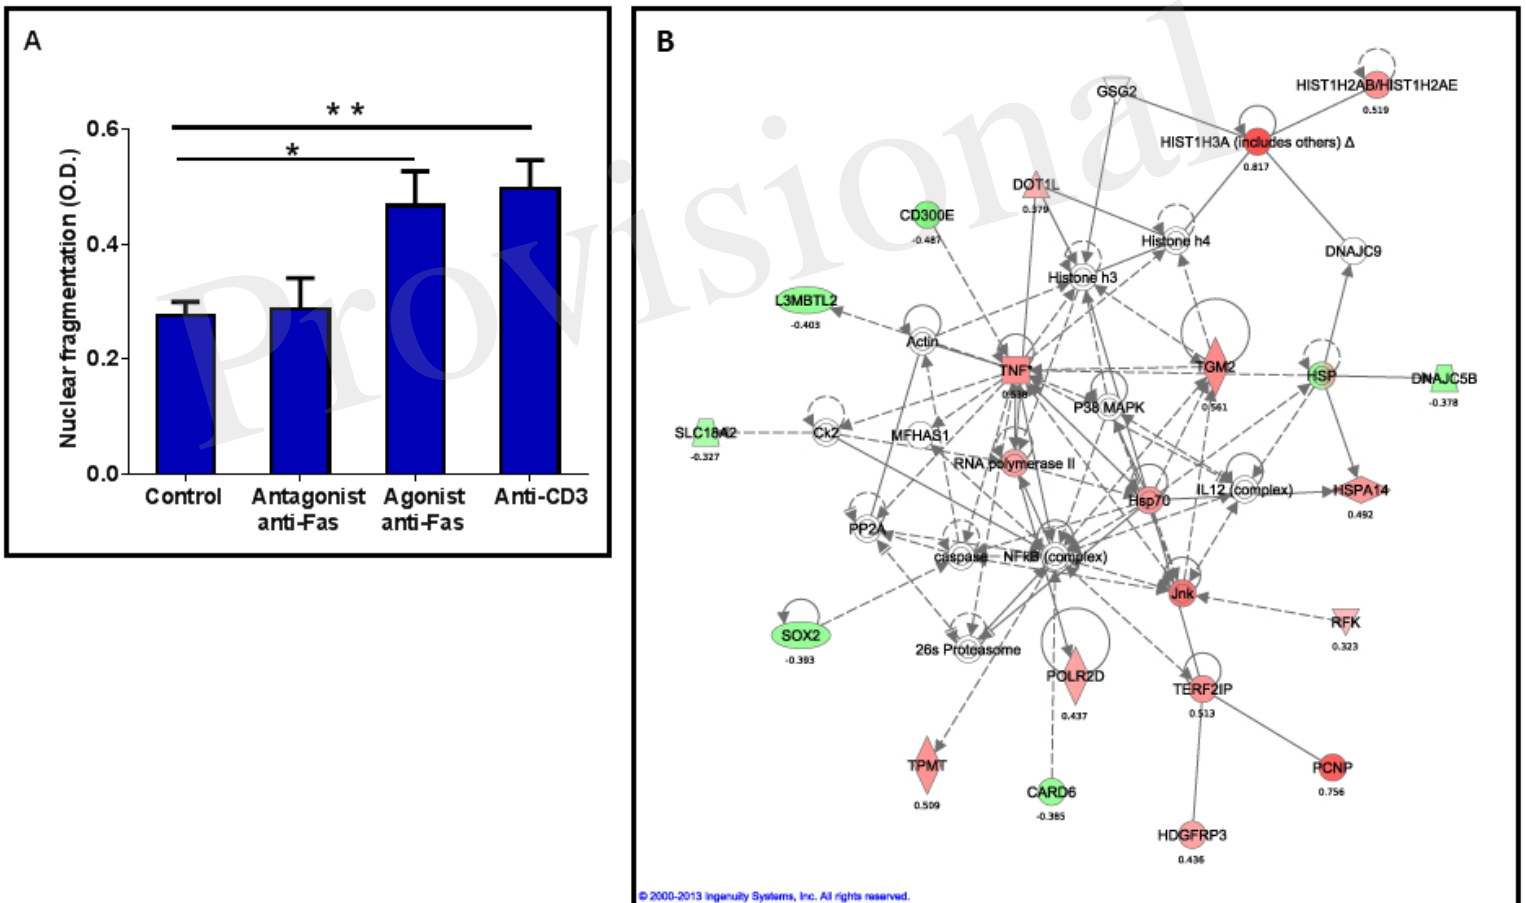 A
* *
*
Nuclear fragmentation (O.D.)
0.6
0.4
0.2
0.0
Control
Antagonist
anti-Fas
Agonist
anti-Fas
Anti-CD3
B
GSG2
HIST1H2AB/HIST1H2AE
0.519
HIST1H3A (includes others) Δ
0.817
DOT1L
0.379
CD300E
-0.487
Histone h4
DNAJC9
Histone h3
L3MBTL2
-0.403
Actin
TNF*
0.538
TGM2
0.561
HSP
DNAJC5B
-0.378
P38 MAPK
SLC18A2
-0.327
Ck2
MFHAS1
RNA polymerase II
Hsp70
IL12 (complex)
HSPA14
0.492
PP2A
caspase
NFkB (complex)
Jnk
RFK
0.323
SOX2
-0.393
26s Proteasome
POLR2D
0.437
TERF2IP
0.513
TPMT
0.509
CARD6
-0.385
PCNP
0.756
HDGFRP3
0.436
© 2000-2013 Ingenuity Systems, Inc. All rights reserved.
Provisional